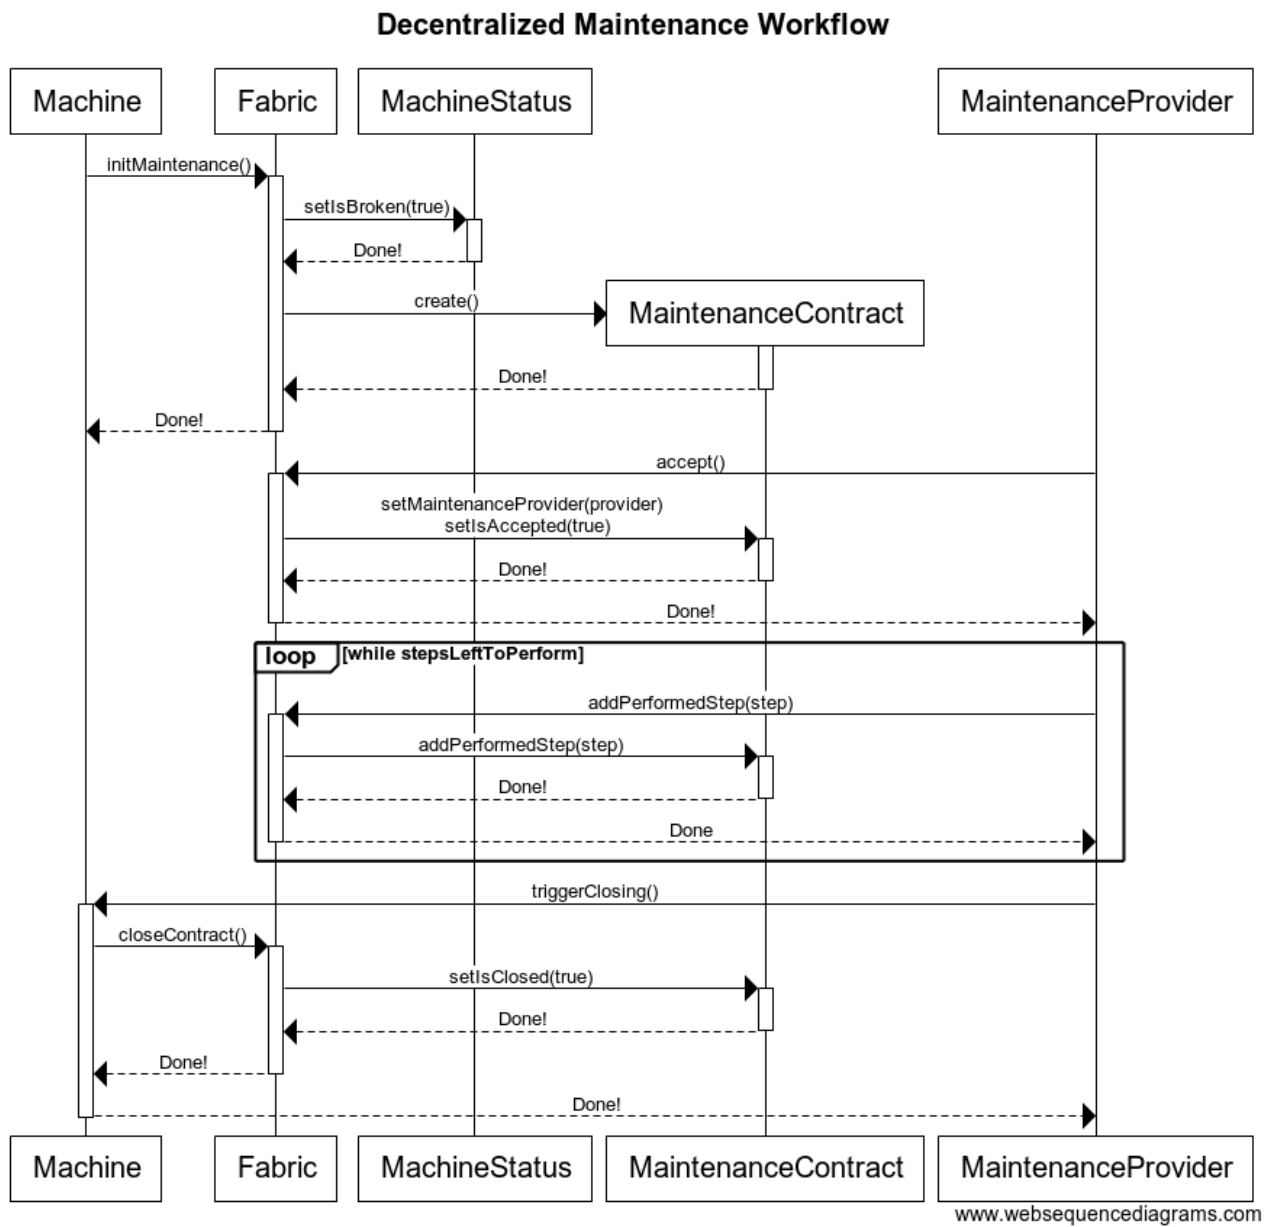 Decentralized Maintenance Workflow
Machine
Fabric
MachineStatus
MaintenanceProvider
initMaintenance()
setIsBroken(true)
Done!
create()
MaintenanceContract
Done!
Done!
accept()
setMaintenanceProvider(provider)
setIsAccepted(true)
Done!
Done!
loop
[while stepsLeftToPerform]
addPerformedStep(step)
addPerformedStep(step)
Done!
Done
triggerClosing()
closeContract()
setIsClosed(true)
Done!
Done!
Done!
Machine
Fabric
MachineStatus
MaintenanceContract
MaintenanceProvider
www.websequencediagrams.com